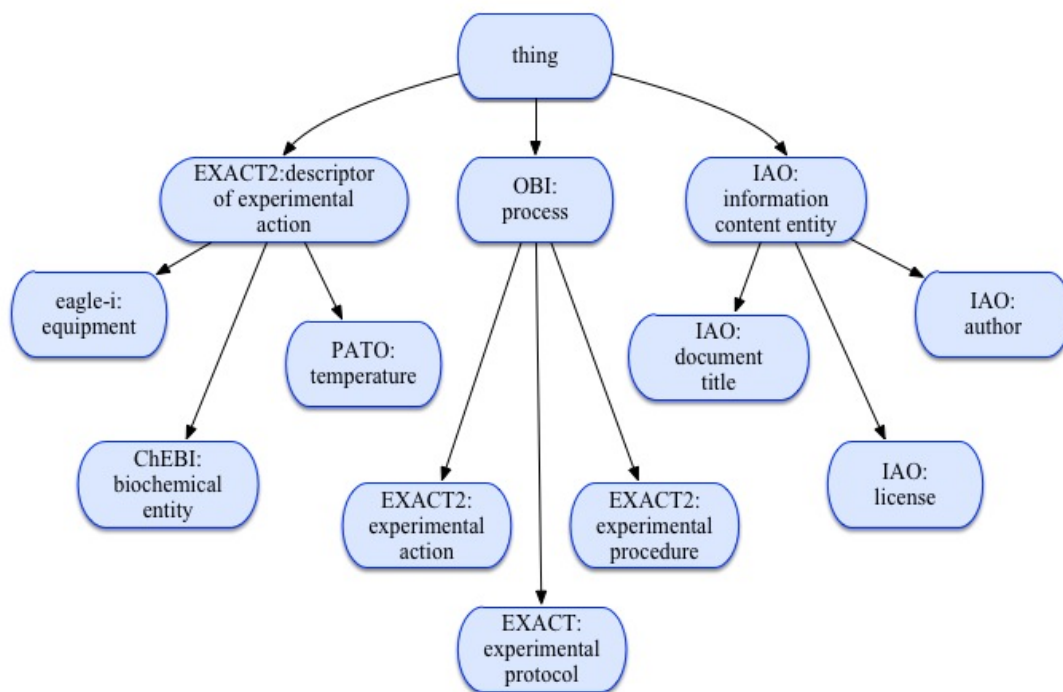 thing
EXACT2:descriptor
of experimental
action
OBI:
process
IAO:
information
content entity
eagle-i:
equipment
PATO:
temperature
IAO:
document
title
IAO:
author
ChEBI:
biochemical
entity
EXACT2:
experimental
action
EXACT2:
experimental
procedure
IAO:
license
EXACT:
experimental
protocol